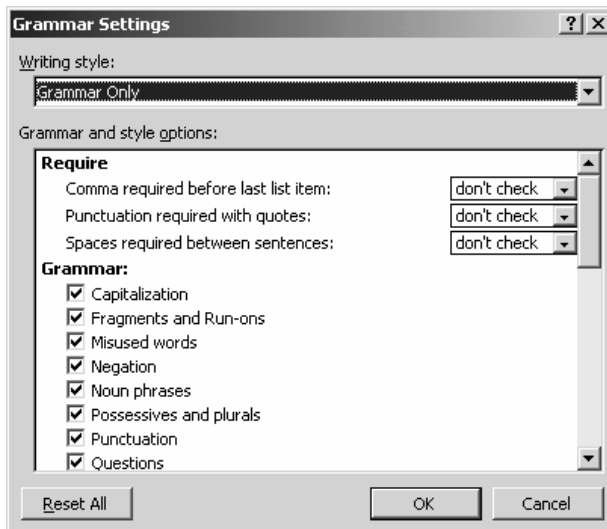 Grammar Settings
Writing style:
Grammar Only
Grammar and style options:
Require
Comma required before last list item: don't check
Punctuation required with quotes: don't check
Spaces required between sentences: don't check
Grammar:
Capitalization
Fragments and Run-ons
Misused words
Negation
Noun phrases
Possessives and plurals
Punctuation
Questions
Reset All OK Cancel